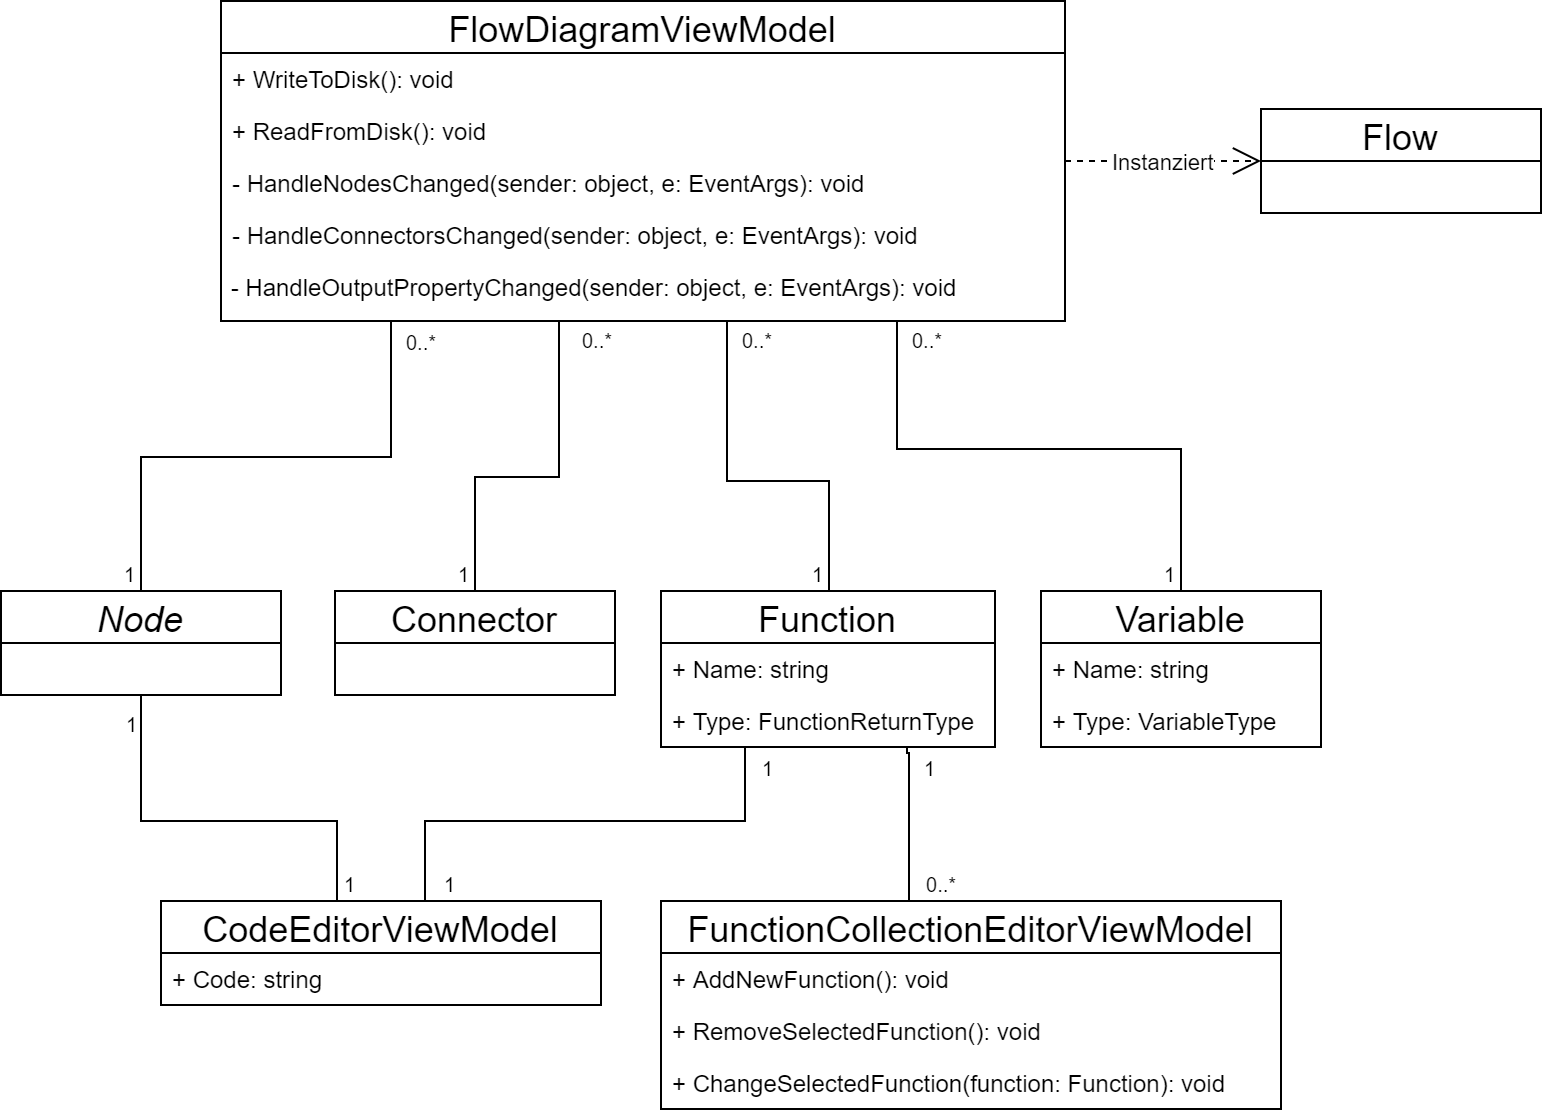 FlowDiagramViewModel
+ WriteToDisk(): void
+ ReadFromDisk(): void
- HandleNodesChanged(sender: object, e: EventArgs): void
- HandleConnectorsChanged(sender: object, e: EventArgs): void
- HandleOutputPropertyChanged(sender: object, e: EventArgs): void
Instanziert
Flow
0..*
0..*
0..*
0..*
1
1
1
1
Node
Connector
Function
+ Name: string
+ Type: FunctionReturnType
Variable
+ Name: string
+ Type: VariableType
1
1
1
1
1
0..*
CodeEditorViewModel
+ Code: string
FunctionCollectionEditorViewModel
+ AddNewFunction(): void
+ RemoveSelectedFunction(): void
+ ChangeSelectedFunction(function: Function): void